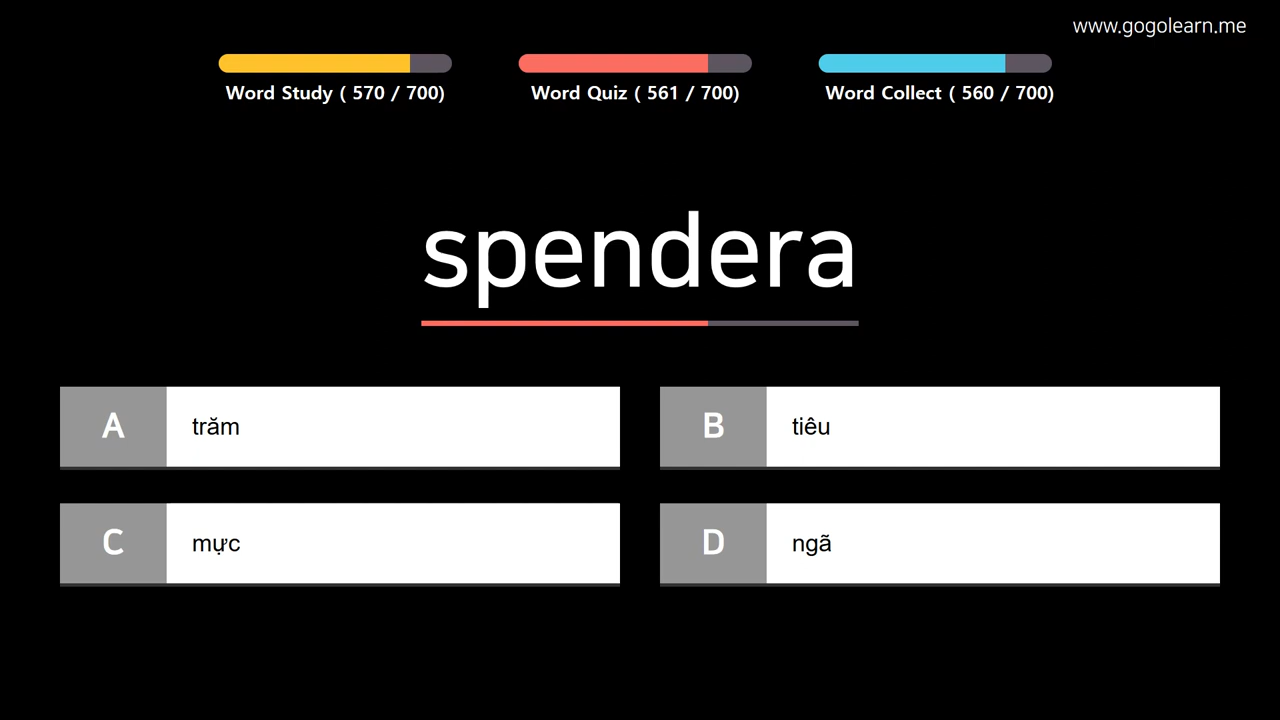 www.gogolearn.me
Word Study ( 570 / 700)
Word Quiz ( 561 / 700)
Word Collect ( 560 / 700)
spendera
A trăm
B tiêu
C mực
D ngã